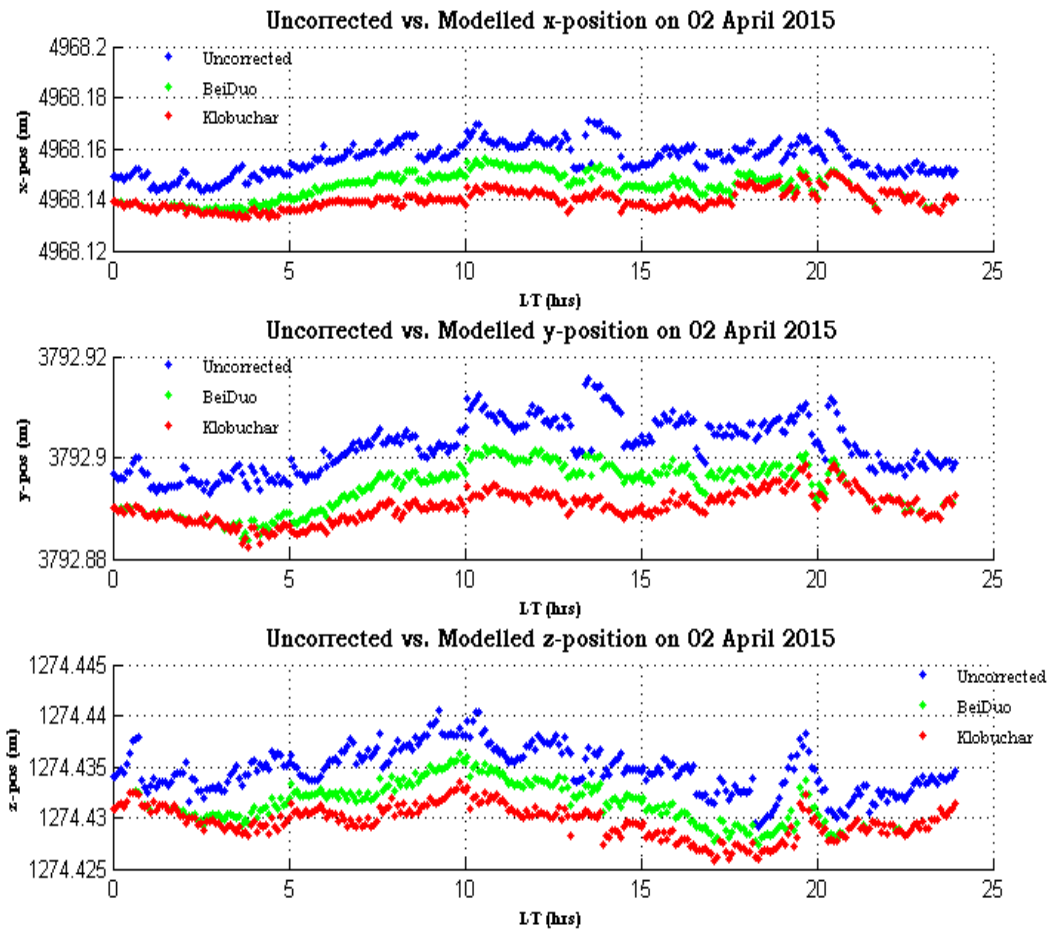 Uncorrected vs. Modelled x-position on 02 April 2015
4968.2
4968.18
4968.16
4968.14
4968.12
x-pos (m)
Uncorrected
BeiDuo
Klobuchar
0 5 10 15 20 25
LT (hrs)
Uncorrected vs. Modelled y-position on 02 April 2015
3792.92
3792.9
3792.88
y-pos (m)
Uncorrected
BeiDuo
Klobuchar
0 5 10 15 20 25
LT (hrs)
Uncorrected vs. Modelled z-position on 02 April 2015
1274.445
1274.44
1274.435
1274.43
1274.425
z-pos (m)
Uncorrected
BeiDuo
Klobuchar
0 5 10 15 20 25
LT (hrs)